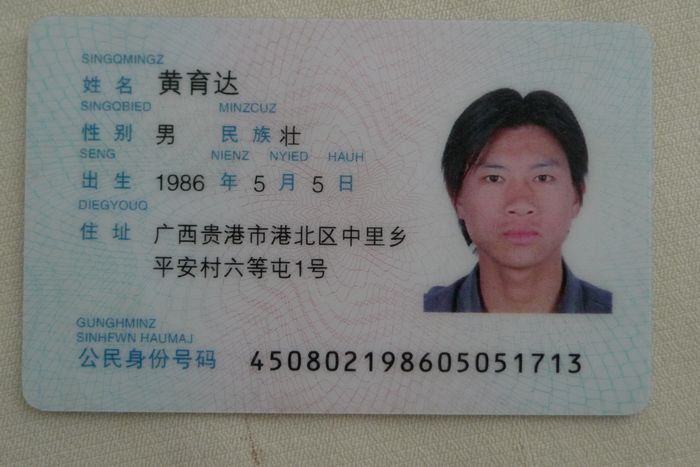 SINGQMINGZ
姓名 黄育达
SINGQBIED MINZCUZ
性别 男 民族 壮
SENG NIENZ NYIED HAUH
出生 1986 年 5 月 5 日
DIEGYOUQ
住址 广西贵港市港北区中里乡
平安村六等屯1号
GUNGHMINZ
SINHFWN HAUMAJ
公民身份号码 450802198605051713